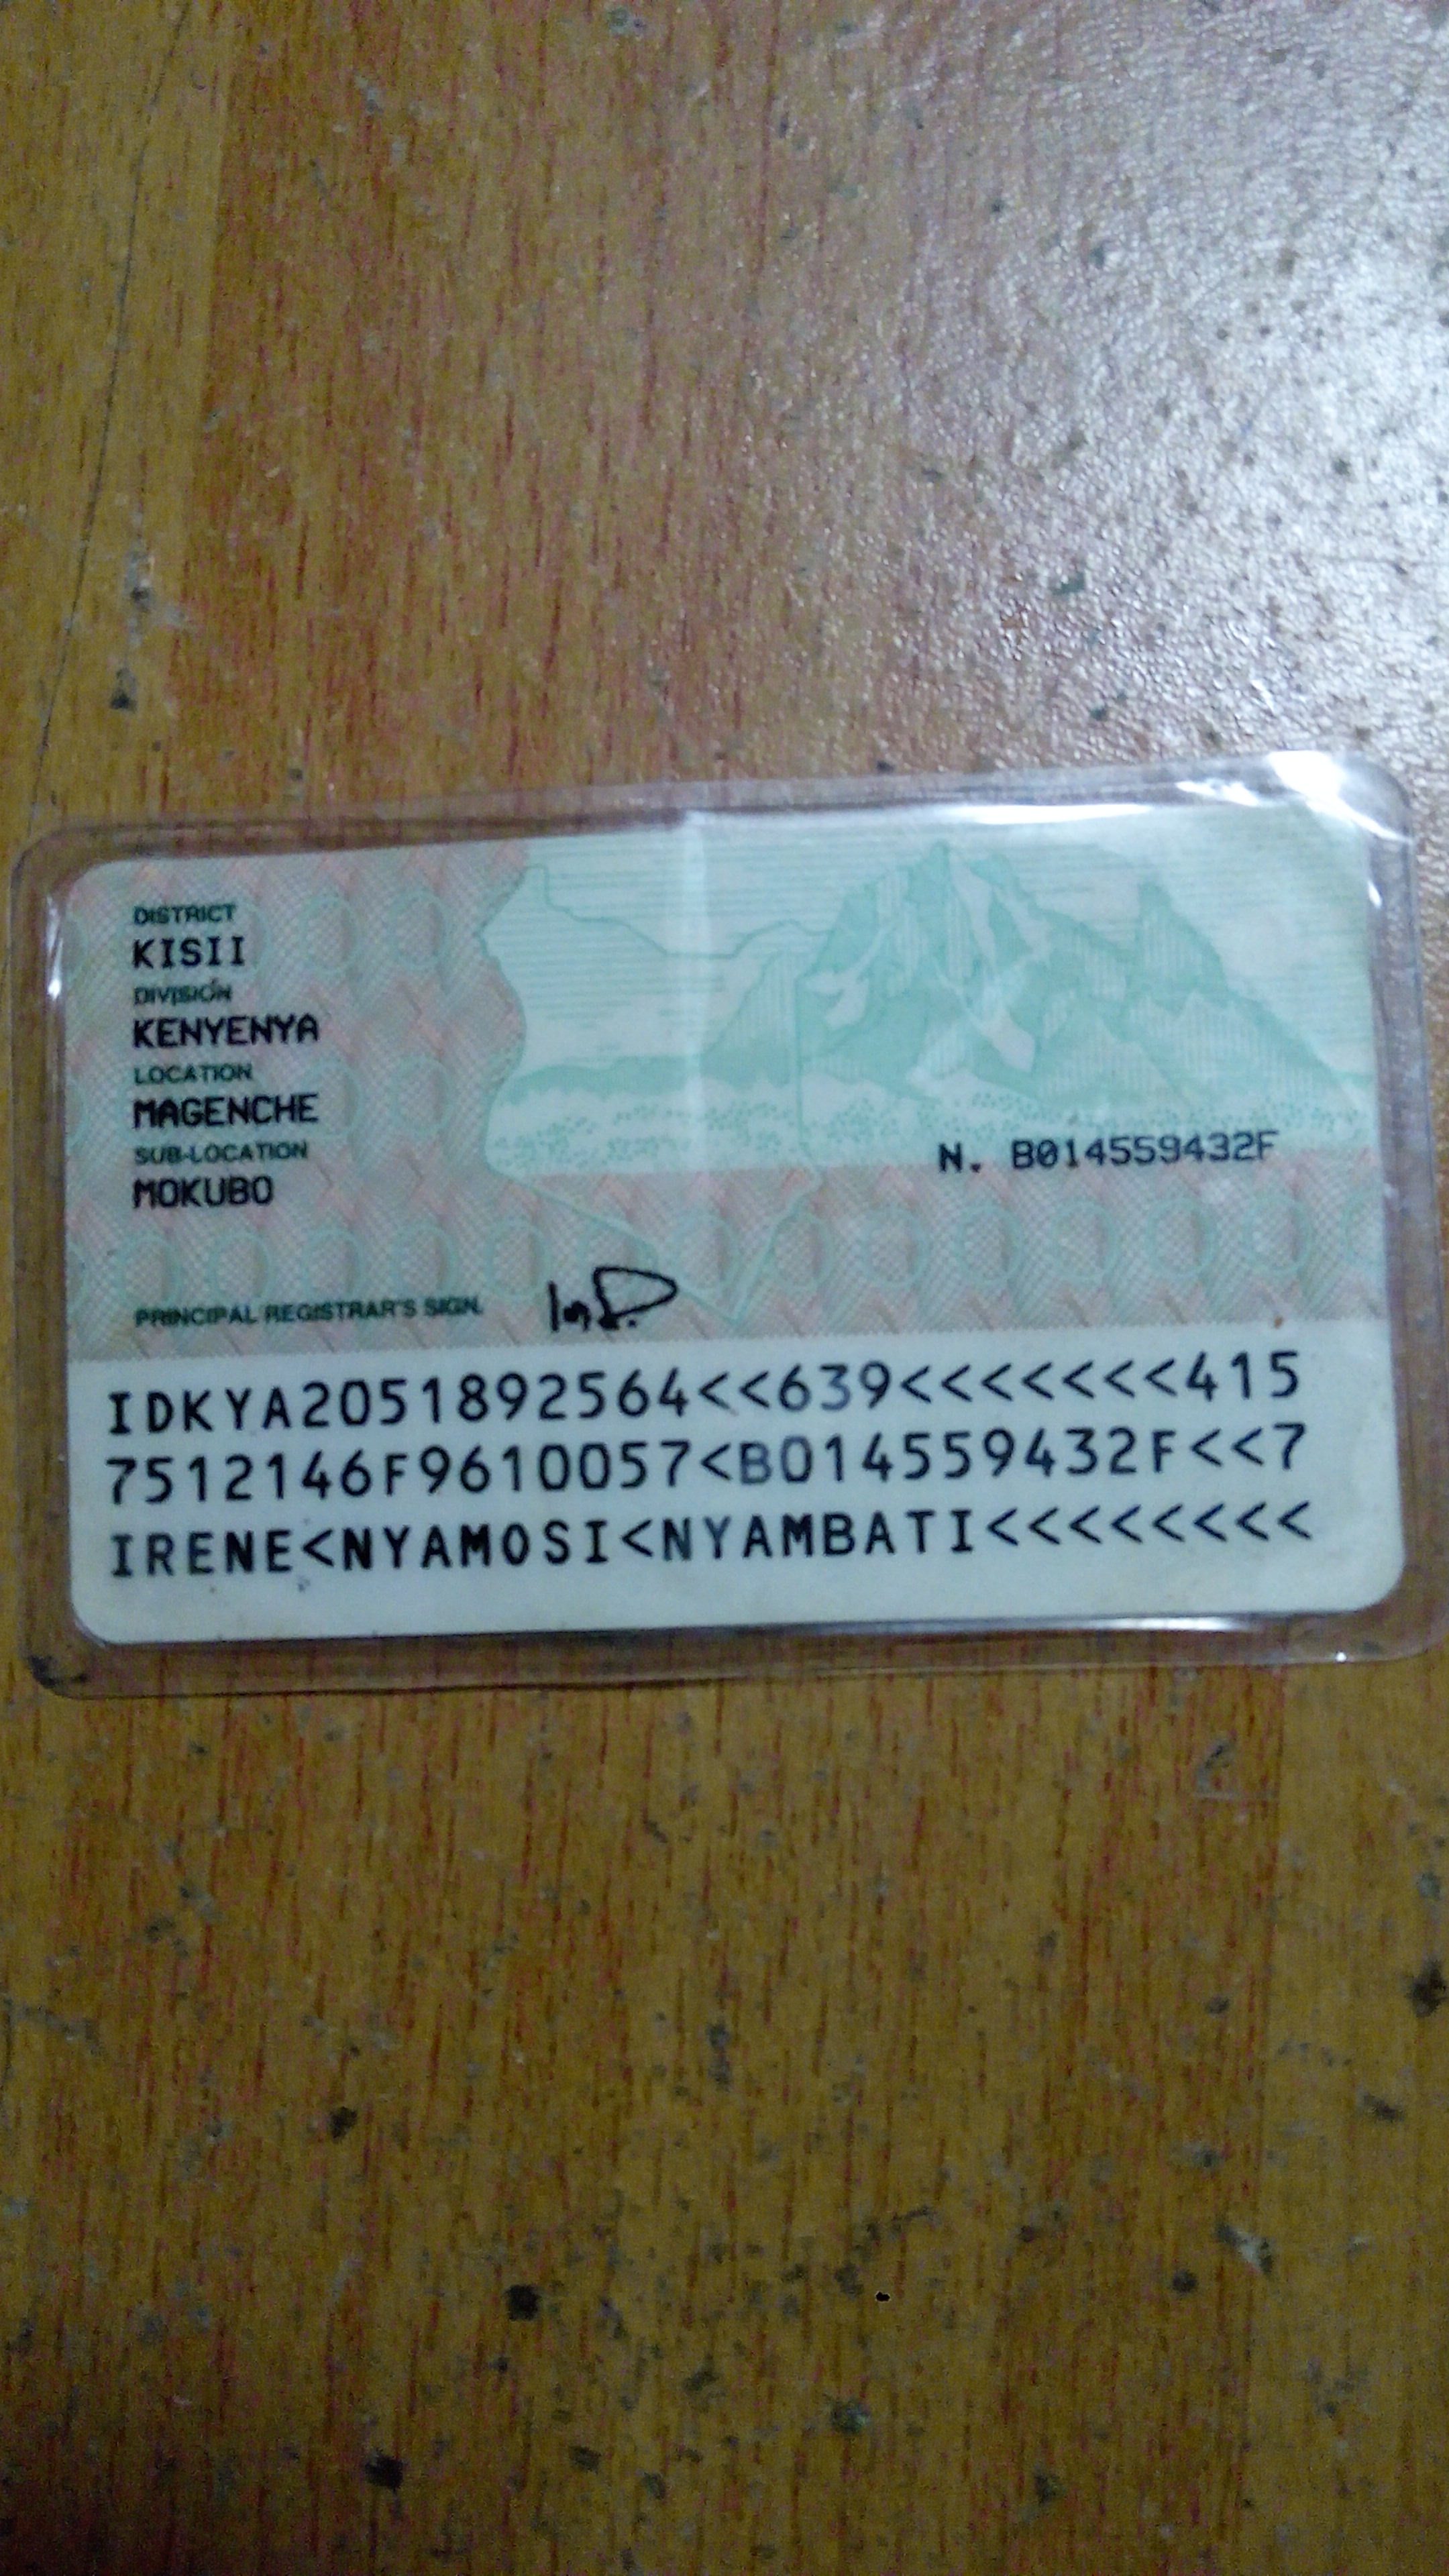 DISTRICT
KISII
DIVISION
KENYENYA
LOCATION
MAGENCHE
SUB-LOCATION
MOKUBO
N. B014559432F
PRINCIPAL REGISTRAR'S SIGN.
IDKYA2051892564<<639<<<<<<<415
7512146F9610057<B014559432F<<7
IRENE<NYAMOSI<NYAMBATI<<<<<<<<